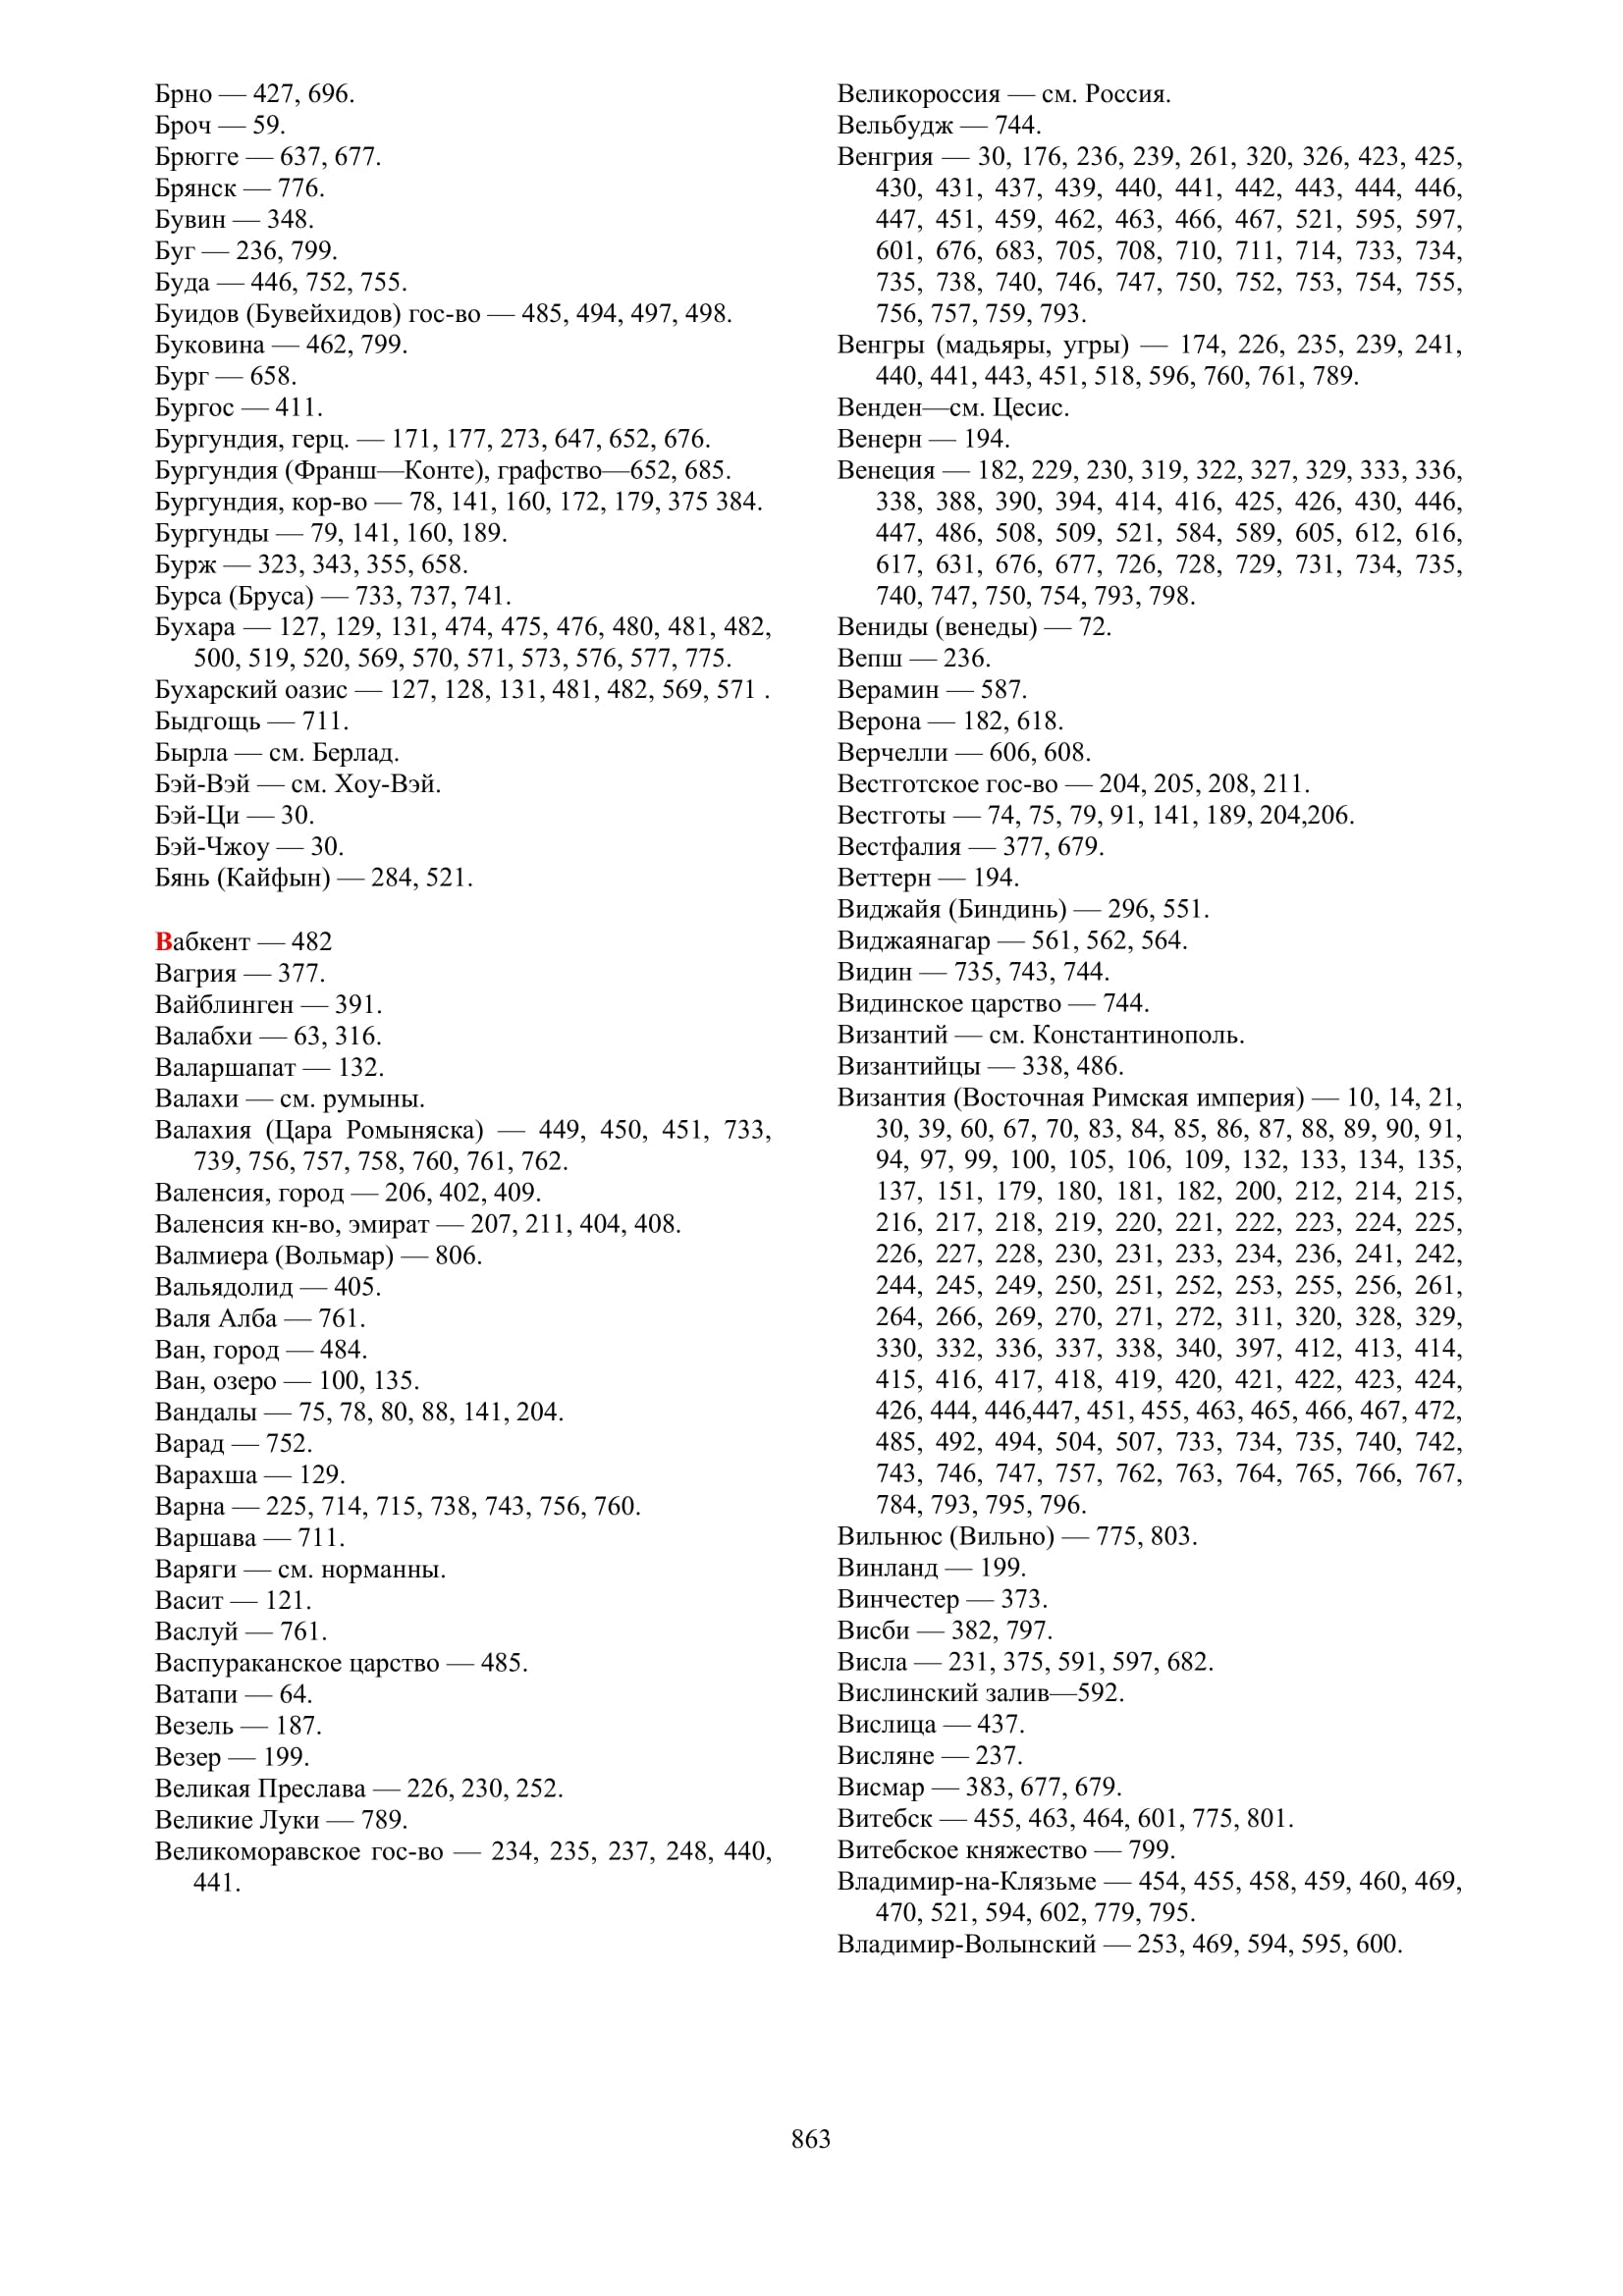 Брно — 427, 696.
Броч — 59.
Брюгге — 637, 677.
Брянск — 776.
Бувин — 348.
Буг — 236, 799.
Буда — 446, 752, 755.
Буидов (Бувейхидов) гос-во — 485, 494, 497, 498.
Буковина — 462, 799.
Бург — 658.
Бургос — 411.
Бургундия, герц. — 171, 177, 273, 647, 652, 676.
Бургундия (Франш—Конте), графство—652, 685.
Бургундия, кор-во — 78, 141, 160, 172, 179, 375 384.
Бургунды — 79, 141, 160, 189.
Бурж — 323, 343, 355, 658.
Бурса (Бруса) — 733, 737, 741.
Бухара — 127, 129, 131, 474, 475, 476, 480, 481, 482,
500, 519, 520, 569, 570, 571, 573, 576, 577, 775.
Бухарский оазис — 127, 128, 131, 481, 482, 569, 571 .
Быдгощь — 711.
Бырла — см. Берлад.
Бэй-Вэй — см. Хоу-Вэй.
Бэй-Ци — 30.
Бэй-Чжоу — 30.
Бянь (Кайфын) — 284, 521.
Вабкент — 482
Вагрия — 377.
Вайблинген — 391.
Валабхи — 63, 316.
Валаршапат — 132.
Валахи — см. румыны.
Валахия (Цара Ромыняска) — 449, 450, 451, 733,
739, 756, 757, 758, 760, 761, 762.
Валенсия, город — 206, 402, 409.
Валенсия кн-во, эмират — 207, 211, 404, 408.
Валмиера (Вольмар) — 806.
Вальядолид — 405.
Валя Алба — 761.
Ван, город — 484.
Ван, озеро — 100, 135.
Вандалы — 75, 78, 80, 88, 141, 204.
Варад — 752.
Варахша — 129.
Варна — 225, 714, 715, 738, 743, 756, 760.
Варшава — 711.
Варяги — см. норманны.
Васит — 121.
Васлуй — 761.
Васпураканское царство — 485.
Ватапи — 64.
Везель — 187.
Везер — 199.
Великая Преслава — 226, 230, 252.
Великие Луки — 789.
Великоморавское гос-во — 234, 235, 237, 248, 440,
441.
Великороссия — см. Россия.
Вельбудж — 744.
Венгрия — 30, 176, 236, 239, 261, 320, 326, 423, 425,
430, 431, 437, 439, 440, 441, 442, 443, 444, 446,
447, 451, 459, 462, 463, 466, 467, 521, 595, 597,
601, 676, 683, 705, 708, 710, 711, 714, 733, 734,
735, 738, 740, 746, 747, 750, 752, 753, 754, 755,
756, 757, 759, 793.
Венгры (мадьяры, угры) — 174, 226, 235, 239, 241,
440, 441, 443, 451, 518, 596, 760, 761, 789.
Венден—см. Цесис.
Венерн — 194.
Венеция — 182, 229, 230, 319, 322, 327, 329, 333, 336,
338, 388, 390, 394, 414, 416, 425, 426, 430, 446,
447, 486, 508, 509, 521, 584, 589, 605, 612, 616,
617, 631, 676, 677, 726, 728, 729, 731, 734, 735,
740, 747, 750, 754, 793, 798.
Вениды (венеды) — 72.
Вепш — 236.
Верамин — 587.
Верона — 182, 618.
Верчелли — 606, 608.
Вестготское гос-во — 204, 205, 208, 211.
Вестготы — 74, 75, 79, 91, 141, 189, 204,206.
Вестфалия — 377, 679.
Веттерн — 194.
Виджайя (Биндинь) — 296, 551.
Виджаянагар — 561, 562, 564.
Видин — 735, 743, 744.
Видинское царство — 744.
Византий — см. Константинополь.
Византийцы — 338, 486.
Византия (Восточная Римская империя) — 10, 14, 21,
30, 39, 60, 67, 70, 83, 84, 85, 86, 87, 88, 89, 90, 91,
94, 97, 99, 100, 105, 106, 109, 132, 133, 134, 135,
137, 151, 179, 180, 181, 182, 200, 212, 214, 215,
216, 217, 218, 219, 220, 221, 222, 223, 224, 225,
226, 227, 228, 230, 231, 233, 234, 236, 241, 242,
244, 245, 249, 250, 251, 252, 253, 255, 256, 261,
264, 266, 269, 270, 271, 272, 311, 320, 328, 329,
330, 332, 336, 337, 338, 340, 397, 412, 413, 414,
415, 416, 417, 418, 419, 420, 421, 422, 423, 424,
426, 444, 446,447, 451, 455, 463, 465, 466, 467, 472,
485, 492, 494, 504, 507, 733, 734, 735, 740, 742,
743, 746, 747, 757, 762, 763, 764, 765, 766, 767,
784, 793, 795, 796.
Вильнюс (Вильно) — 775, 803.
Винланд — 199.
Винчестер — 373.
Висби — 382, 797.
Висла — 231, 375, 591, 597, 682.
Вислинский залив—592.
Вислица — 437.
Висляне — 237.
Висмар — 383, 677, 679.
Витебск — 455, 463, 464, 601, 775, 801.
Витебское княжество — 799.
Владимир-на-Клязьме — 454, 455, 458, 459, 460, 469,
470, 521, 594, 602, 779, 795.
Владимир-Волынский — 253, 469, 594, 595, 600.
863